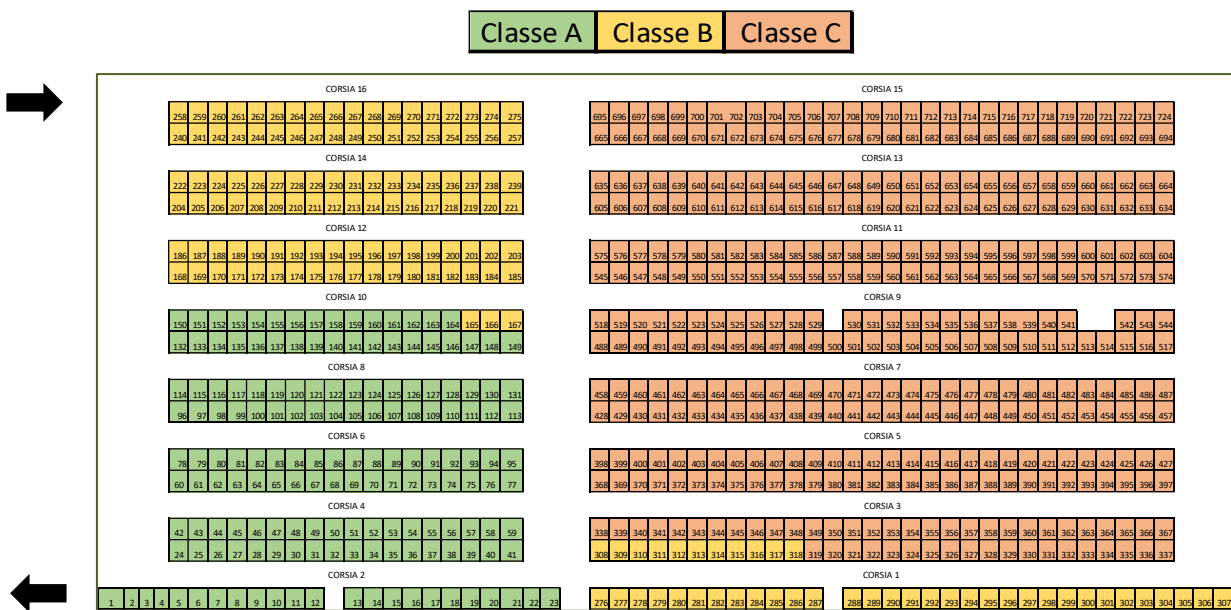 Classe A Classe B Classe C
CORSIA 16 CORSIA 15
258 259 260 261 262 263 264 265 266 267 268 269 270 271 272 273 274 275 695 696 697 698 699 700 701 702 703 704 705 706 707 708 709 710 711 712 713 714 715 716 717 718 719 720 721 722 723 724
240 241 242 243 244 245 246 247 248 249 250 251 252 253 254 255 256 257 665 666 667 668 669 670 671 672 673 674 675 676 677 678 679 680 681 682 683 684 685 686 687 688 689 690 691 692 693 694
CORSIA 14 CORSIA 13
222 223 224 225 226 227 228 229 230 231 232 233 234 235 236 237 238 239 635 636 637 638 639 640 641 642 643 644 645 646 647 648 649 650 651 652 653 654 655 656 657 658 659 660 661 662 663 664
204 205 206 207 208 209 210 211 212 213 214 215 216 217 218 219 220 221 605 606 607 608 609 610 611 612 613 614 615 616 617 618 619 620 621 622 623 624 625 626 627 628 629 630 631 632 633 634
CORSIA 12 CORSIA 11
186 187 188 189 190 191 192 193 194 195 196 197 198 199 200 201 202 203 575 576 577 578 579 580 581 582 583 584 585 586 587 588 589 590 591 592 593 594 595 596 597 598 599 600 601 602 603 604
168 169 170 171 172 173 174 175 176 177 178 179 180 181 182 183 184 185 545 546 547 548 549 550 551 552 553 554 555 556 557 558 559 560 561 562 563 564 565 566 567 568 569 570 571 572 573 574
CORSIA 10 CORSIA 9
150 151 152 153 154 155 156 157 158 159 160 161 162 163 164 165 166 167 518 519 520 521 522 523 524 525 526 527 528 529 530 531 532 533 534 535 536 537 538 539 540 541 542 543 544
132 133 134 135 136 137 138 139 140 141 142 143 144 145 146 147 148 149 488 489 490 491 492 493 494 495 496 497 498 499 500 501 502 503 504 505 506 507 508 509 510 511 512 513 514 515 516 517
CORSIA 8 CORSIA 7
114 115 116 117 118 119 120 121 122 123 124 125 126 127 128 129 130 131 458 459 460 461 462 463 464 465 466 467 468 469 470 471 472 473 474 475 476 477 478 479 480 481 482 483 484 485 486 487
96 97 98 99 100 101 102 103 104 105 106 107 108 109 110 111 112 113 428 429 430 431 432 433 434 435 436 437 438 439 440 441 442 443 444 445 446 447 448 449 450 451 452 453 454 455 456 457
CORSIA 6 CORSIA 5
78 79 80 81 82 83 84 85 86 87 88 89 90 91 92 93 94 95 398 399 400 401 402 403 404 405 406 407 408 409 410 411 412 413 414 415 416 417 418 419 420 421 422 423 424 425 426 427
60 61 62 63 64 65 66 67 68 69 70 71 72 73 74 75 76 77 368 369 370 371 372 373 374 375 376 377 378 379 380 381 382 383 384 385 386 387 388 389 390 391 392 393 394 395 396 397
CORSIA 4 CORSIA 3
42 43 44 45 46 47 48 49 50 51 52 53 54 55 56 57 58 59 338 339 340 341 342 343 344 345 346 347 348 349 350 351 352 353 354 355 356 357 358 359 360 361 362 363 364 365 366 367
24 25 26 27 28 29 30 31 32 33 34 35 36 37 38 39 40 41 308 309 310 311 312 313 314 315 316 317 318 319 320 321 322 323 324 325 326 327 328 329 330 331 332 333 334 335 336 337
CORSIA 2 CORSIA 1
1 2 3 4 5 6 7 8 9 10 11 12 13 14 15 16 17 18 19 20 21 22 23 276 277 278 279 280 281 282 283 284 285 286 287 288 289 290 291 292 293 294 295 296 297 298 299 300 301 302 303 304 305 306